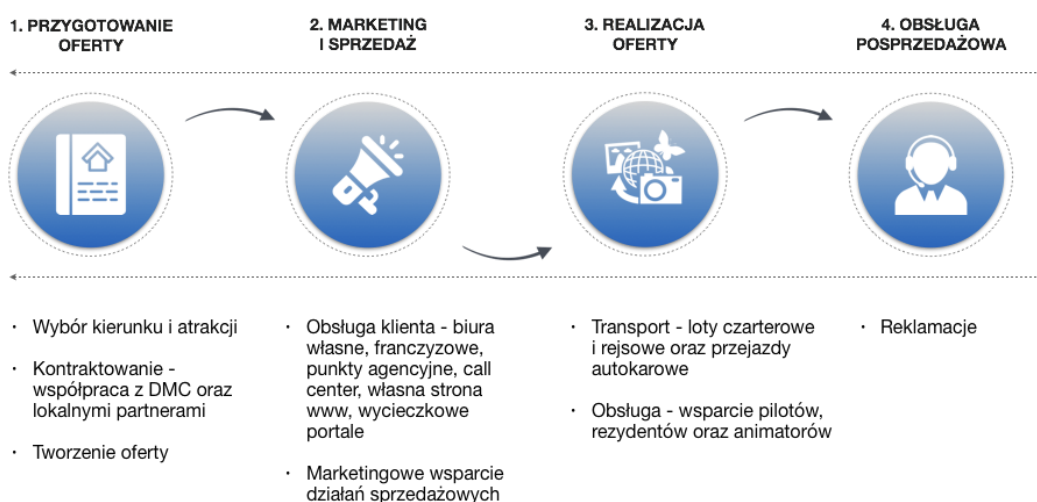 1. PRZYGOTOWANIE
OFERTY
2. MARKETING
I SPRZEDAŻ
3. REALIZACJA
OFERTY
4. OBSŁUGA
POSPRZEDAŻOWA
· Wybór kierunku i atrakcji
· Kontraktowanie -
współpraca z DMC oraz
lokalnymi partnerami
· Tworzenie oferty
· Obsługa klienta - biura
własne, franczyzowe,
punkty agencyjne, call
center, własna strona
www, wycieczkowe
portale
· Marketingowe wsparcie
działań sprzedażowych
· Transport - loty czarterowe
i rejsowe oraz przejazdy
autokarowe
· Obsługa - wsparcie pilotów,
rezydentów oraz animatorów
· Reklamacje